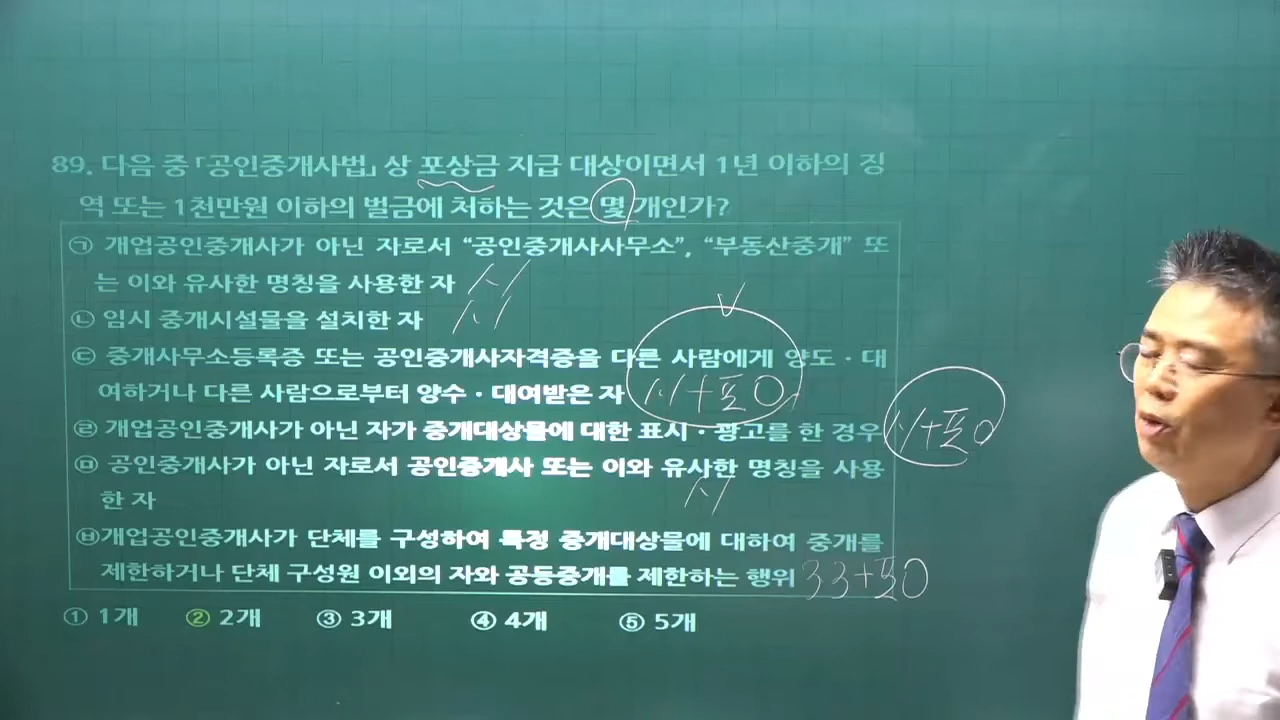 89. 다음 중 「공인중개사법」 상 포상금 지급 대상이면서 1년 이하의 징
역 또는 1천만원 이하의 벌금에 처하는 것은 몇 개인가?
㉠ 개업공인중개사가 아닌 자로서 “공인중개사사무소”, “부동산중개” 또
는 이와 유사한 명칭을 사용한 자
㉡ 임시 중개시설물을 설치한 자
㉢ 중개사무소등록증 또는 공인중개사자격증을 다른 사람에게 양도·대
여하거나 다른 사람으로부터 양수·대여받은 자
㉣ 개업공인중개사가 아닌 자가 중개대상물에 대한 표시·광고를 한 경우
㉤ 공인중개사가 아닌 자로서 공인중개사 또는 이와 유사한 명칭을 사용
한 자
㉥개업공인중개사가 단체를 구성하여 특정 중개대상물에 대하여 중개를
제한하거나 단체 구성원 이외의 자와 공동중개를 제한하는 행위 33+포0
① 1개 ② 2개 ③ 3개 ④ 4개 ⑤ 5개